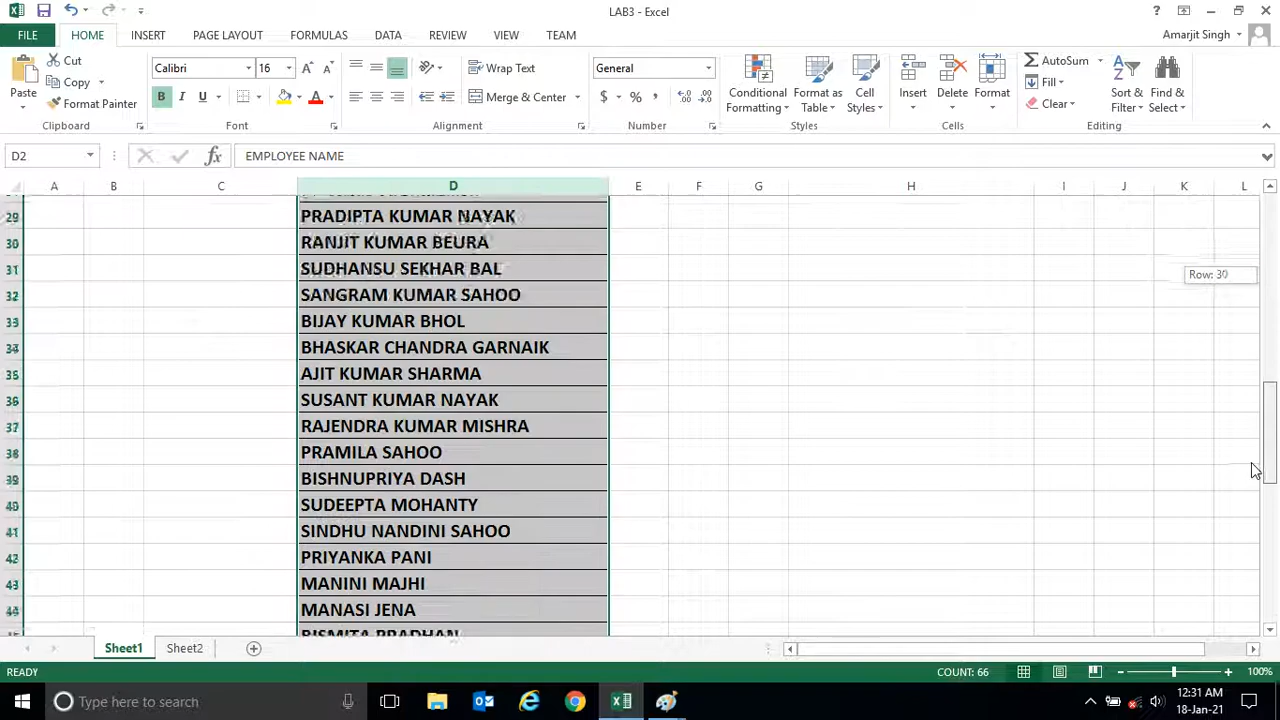 LAB3 - Excel
?
FILE
HOME
INSERT
PAGE LAYOUT
FORMULAS
DATA
REVIEW
VIEW
TEAM
Amarjit Singh
Paste
Cut
Copy
Format Painter
Clipboard
Calibri
16
B I U
Font
Wrap Text
Merge & Center
Alignment
General
$ % ,
Number
Conditional Formatting
Format as Table
Cell Styles
Styles
Insert
Delete
Format
Cells
AutoSum
Fill
Clear
Sort & Filter
Find & Select
Editing
D2
fx
EMPLOYEE NAME
A B C D E F G H I J K L
29 PRADIPTA KUMAR NAYAK
30 RANJIT KUMAR BEURA
31 SUDHANSU SEKHAR BAL
32 SANGRAM KUMAR SAHOO
33 BIJAY KUMAR BHOL
34 BHASKAR CHANDRA GARNAIK
35 AJIT KUMAR SHARMA
36 SUSANT KUMAR NAYAK
37 RAJENDRA KUMAR MISHRA
38 PRAMILA SAHOO
39 BISHNUPRIYA DASH
40 SUDEEPTA MOHANTY
41 SINDHU NANDINI SAHOO
42 PRIYANKA PANI
43 MANINI MAJHI
44 MANASI JENA
BISMITA PRADHAN
Row: 30
Sheet1
Sheet2
READY
COUNT: 66
100%
Type here to search
12:31 AM
18-Jan-21